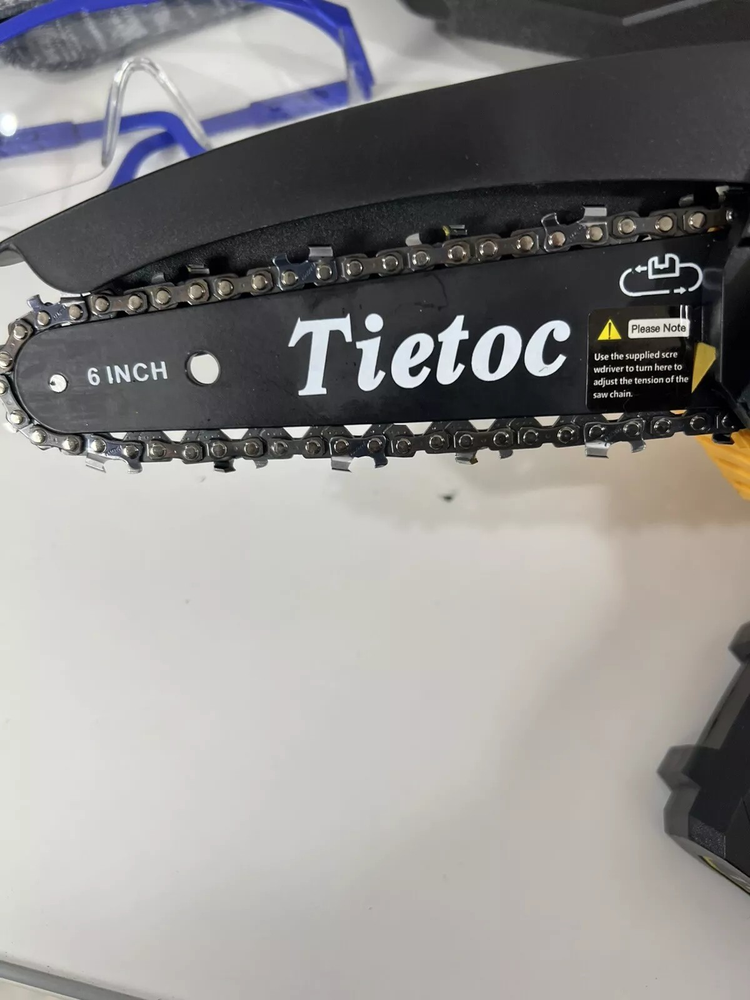 6 INCH
Tietoc
Please Note
Use the supplied scre
wdriver to turn here to
adjust the tension of the
saw chain.